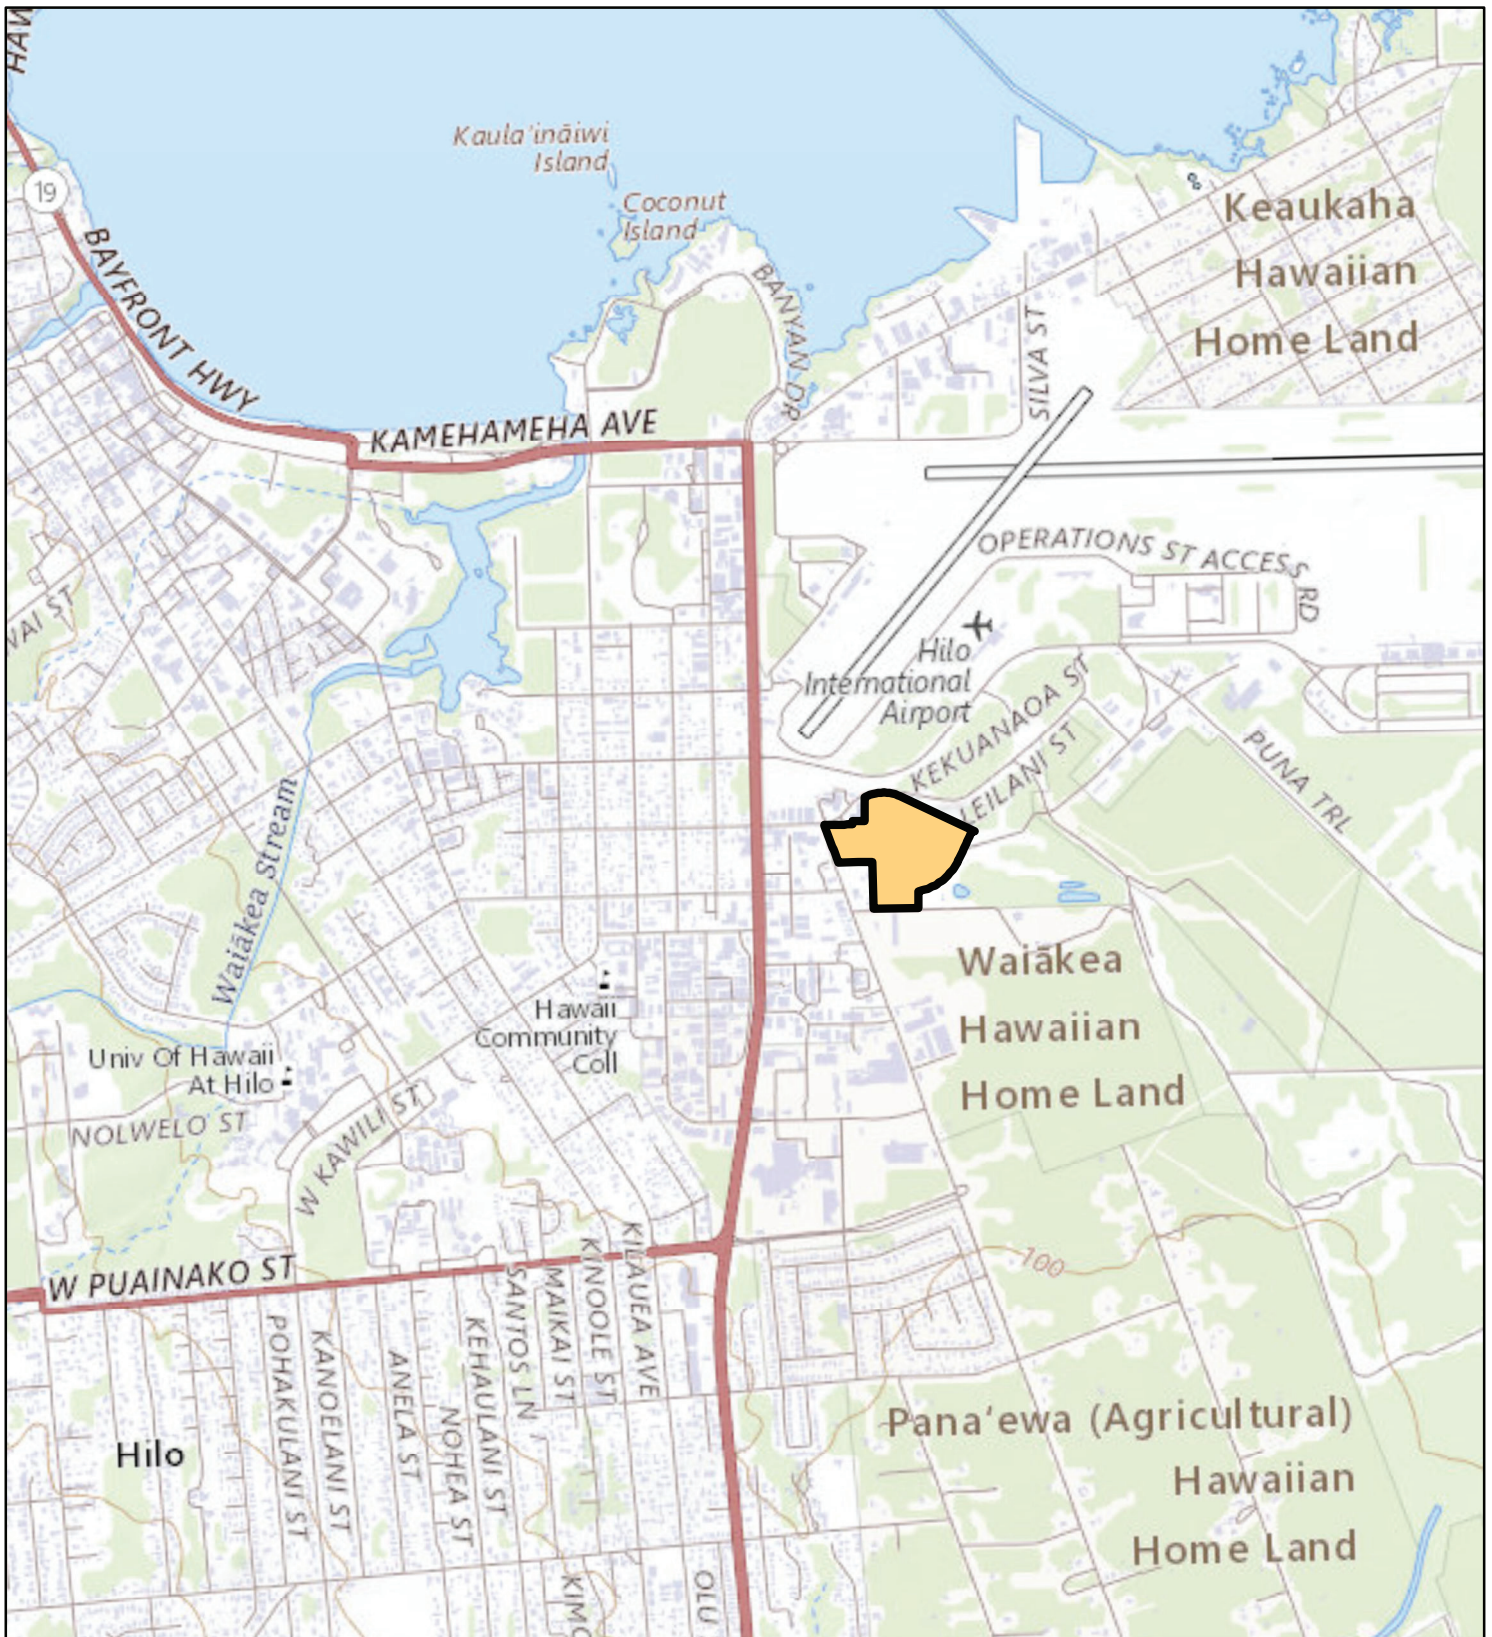 HAW
19
BAYFRONT HWY
Kaula'ināiwi
Island
Coconut
Island
BANYAN DR
Keaukaha
Hawaiian
Home Land
SILVA ST
KAMEHAMEHA AVE
OPERATIONS ST ACCESS RD
WAI ST
Hilo
International
Airport
KEKUANAOA ST
LEILANI ST
PUNA TRL
Waiākea Stream
Waiākea
Hawaiian
Home Land
Hawaii
Community
Coll
Univ Of Hawaii
At Hilo
NOLWELO ST
W KAWILI ST
W PUAINAKO ST
100
POHAKULANI ST
KANOELANI ST
ANELA ST
NOHEA ST
KEHAULANI ST
SANTOS LN
MAIKAI ST
KINOOLE ST
KILAUEA AVE
Hilo
Pana'ewa (Agricultural)
Hawaiian
Home Land
KIMO
OLU